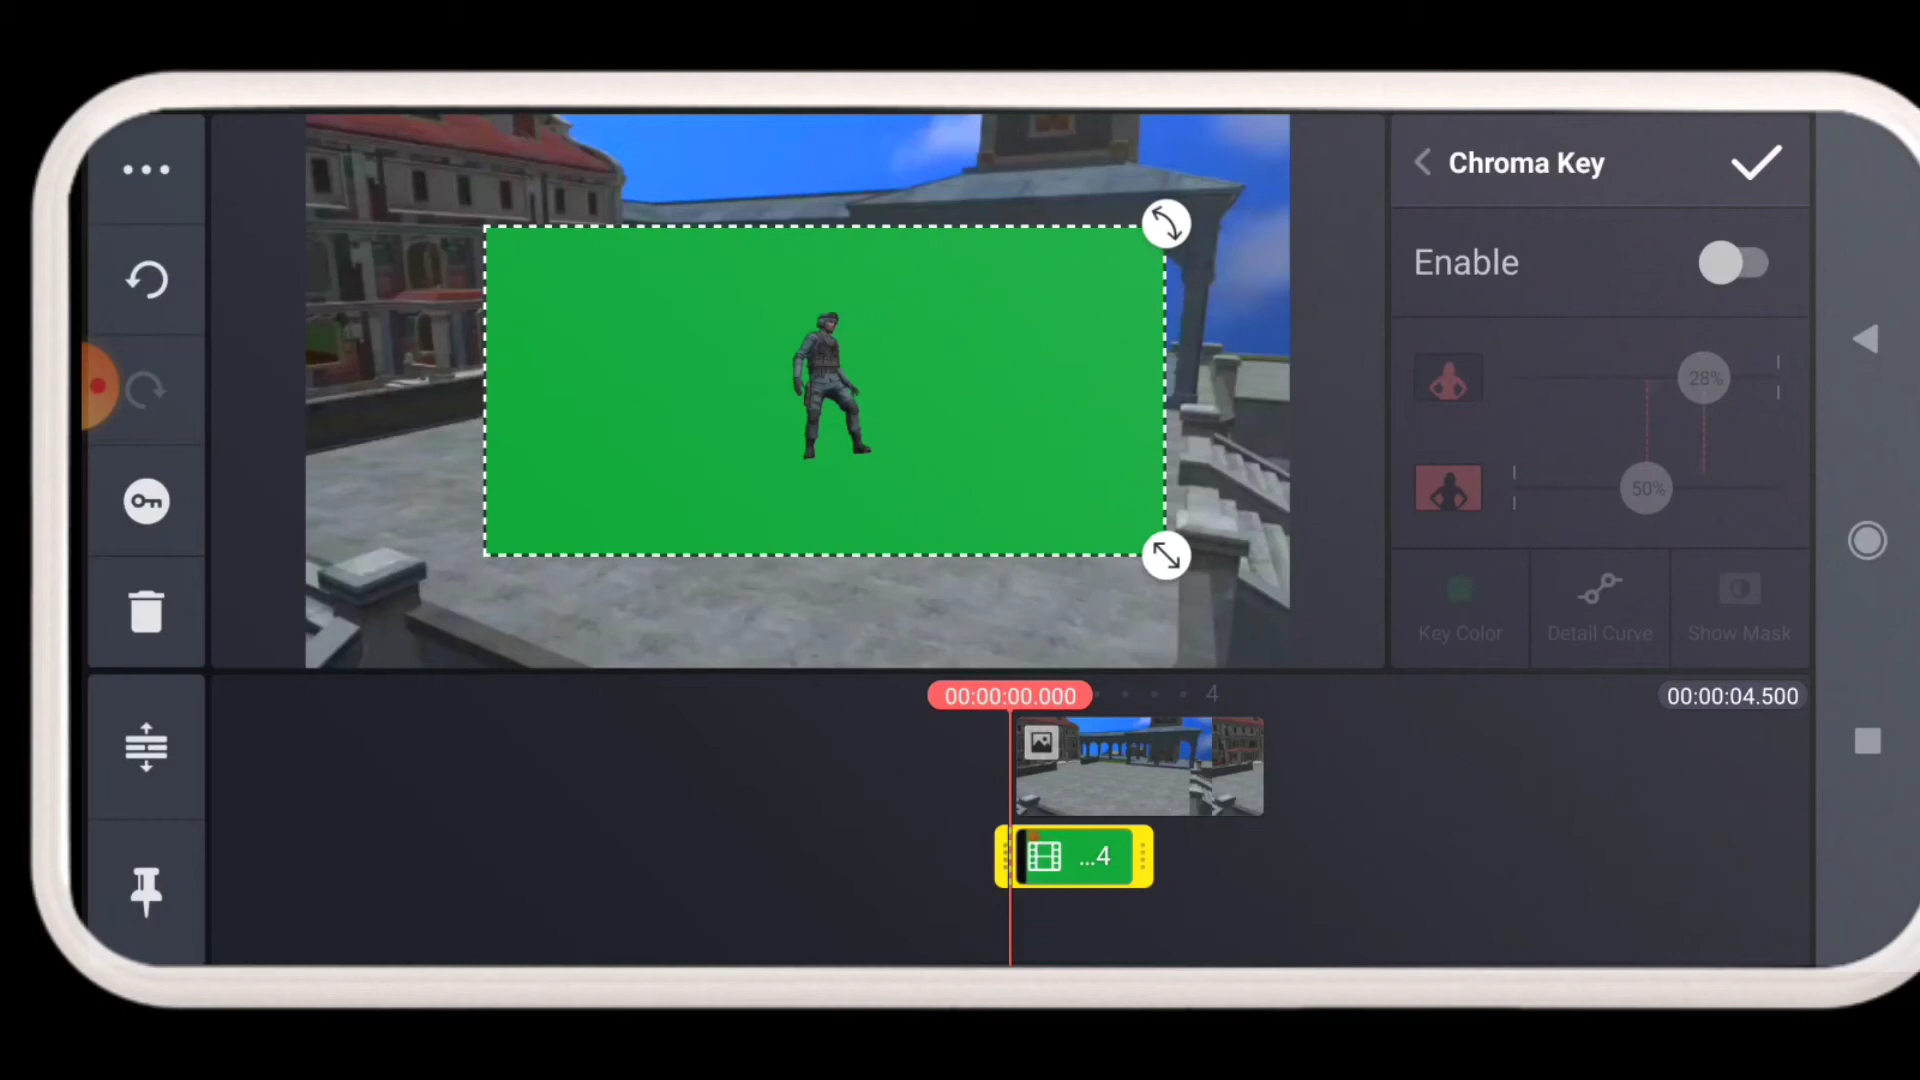 Chroma Key
Enable
28%
50%
Key Color
Detail Curve
Show Mask
00:00:00.000
4
00:00:04.500
...4